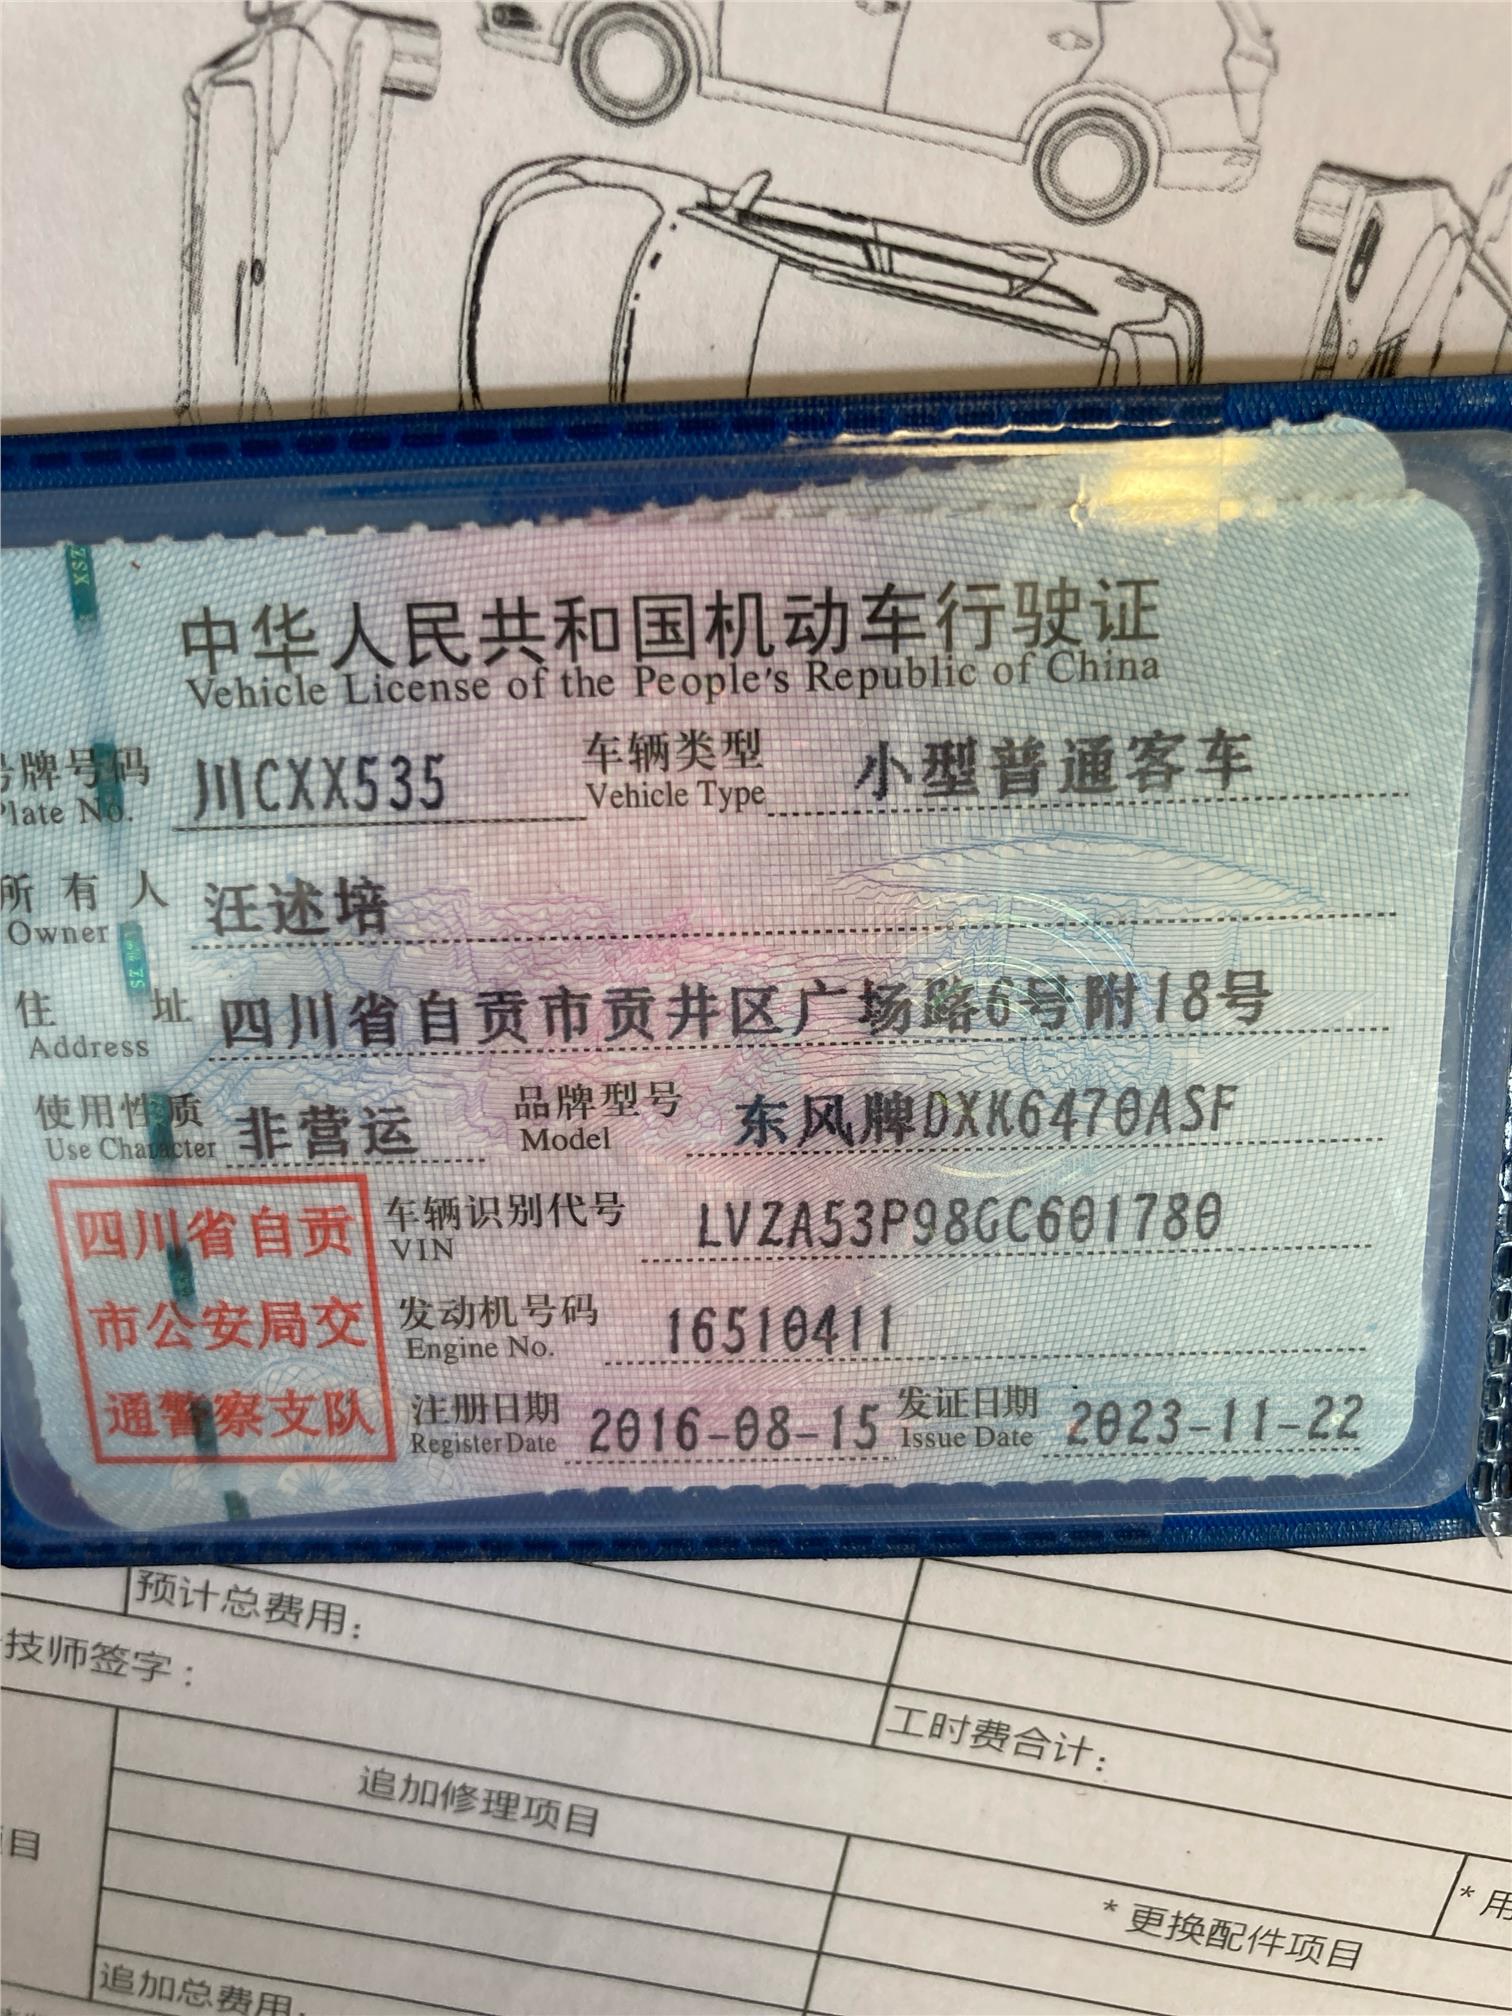 中华人民共和国机动车行驶证
Vehicle License of the People's Republic of China
号牌号码 川CXX535 车辆类型 小型普通客车
Plate No. Vehicle Type
所有人 汪述培
Owner
住址 四川省自贡市贡井区广场路6号附18号
Address
使用性质 非营运 品牌型号 东风牌DXK6470ASF
Use Character Model
四川省自贡
市公安局交
通警察支队
车辆识别代号 LVZA53P98GC601780
VIN
发动机号码 16510411
Engine No.
注册日期 2016-08-15 发证日期 2023-11-22
Register Date Issue Date
预计总费用：
技师签字：
工时费合计：
追加修理项目
目
*更换配件项目
*用
追加总费用：